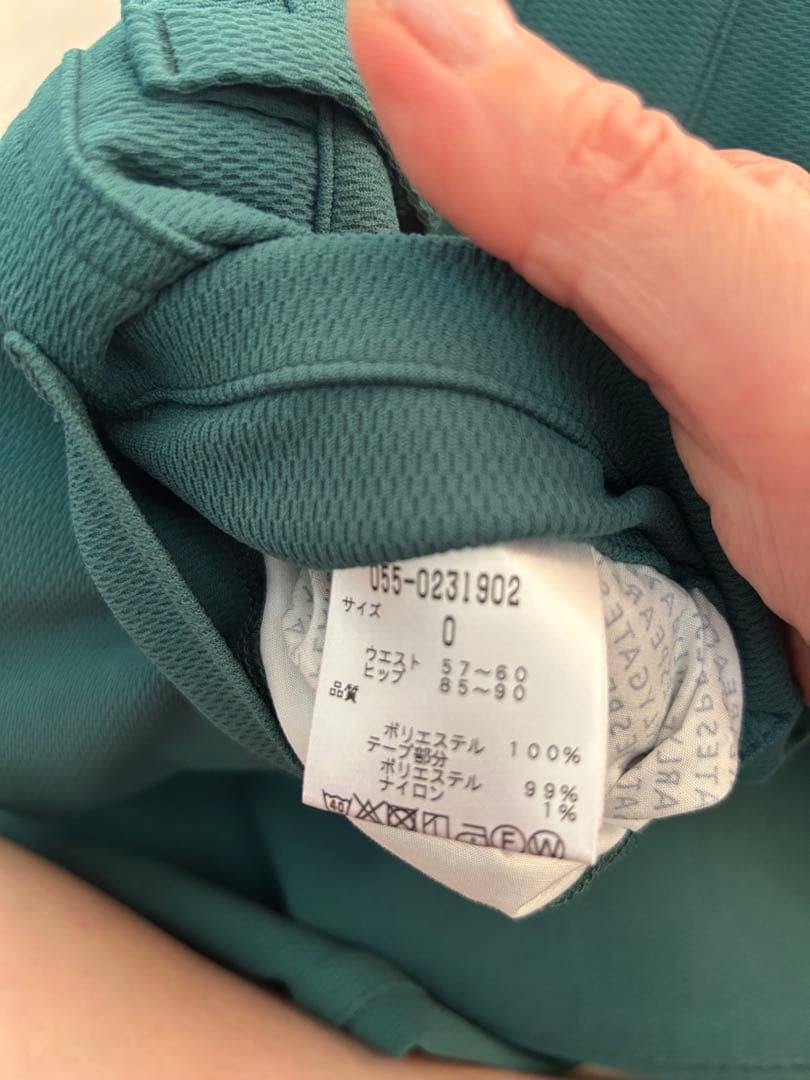 055-0231902
サイズ
0
ウエスト 57～60
ヒップ 85～90
品質
ポリエステル 100%
テープ部分
ポリエステル 99%
ナイロン 1%
40 F W